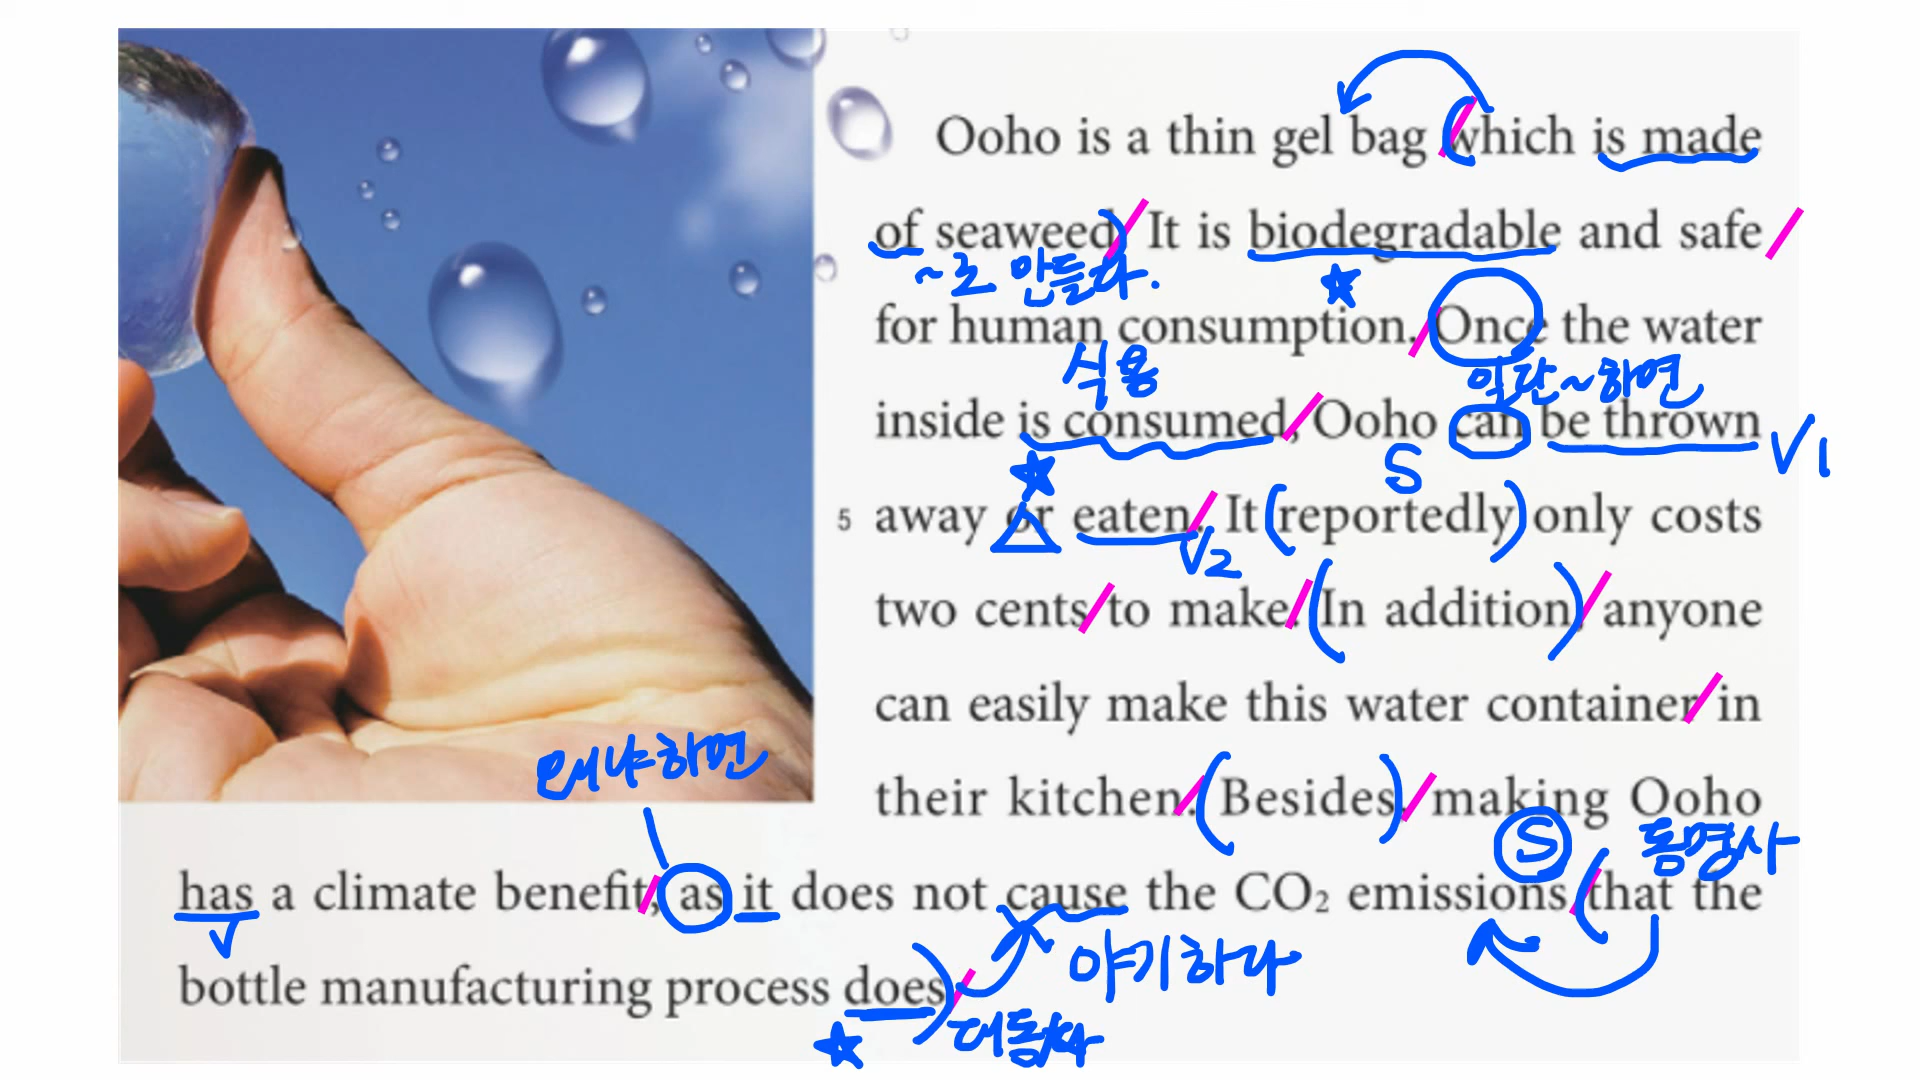 Ooho is a thin gel bag which is made
of seaweed. It is biodegradable and safe
~로 만들다.
for human consumption. Once the water
식용
일단~하면
inside is consumed, Ooho can be thrown
S
V1
5 away or eaten. It reportedly only costs
V2
two cents to make. In addition, anyone
can easily make this water container in
왜냐하면
their kitchen. Besides, making Ooho
S 동명사
has a climate benefit, as it does not cause the CO₂ emissions that the
V
야기하다
bottle manufacturing process does.
대동사